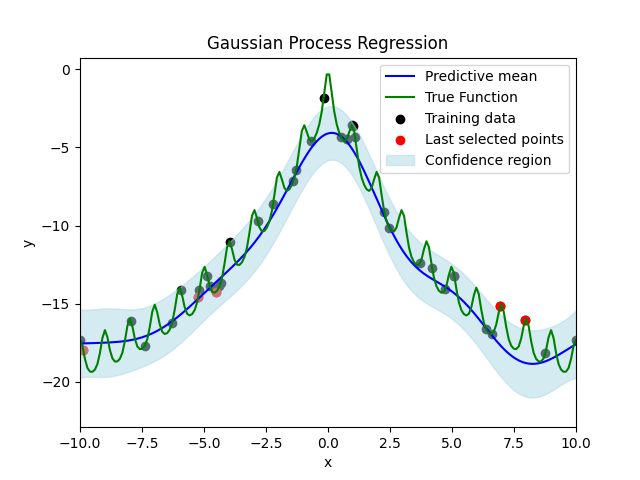 Gaussian Process Regression
Predictive mean
True Function
Training data
Last selected points
Confidence region
0
−5
−10
−15
−20
y
−10.0
−7.5
−5.0
−2.5
0.0
2.5
5.0
7.5
10.0
x